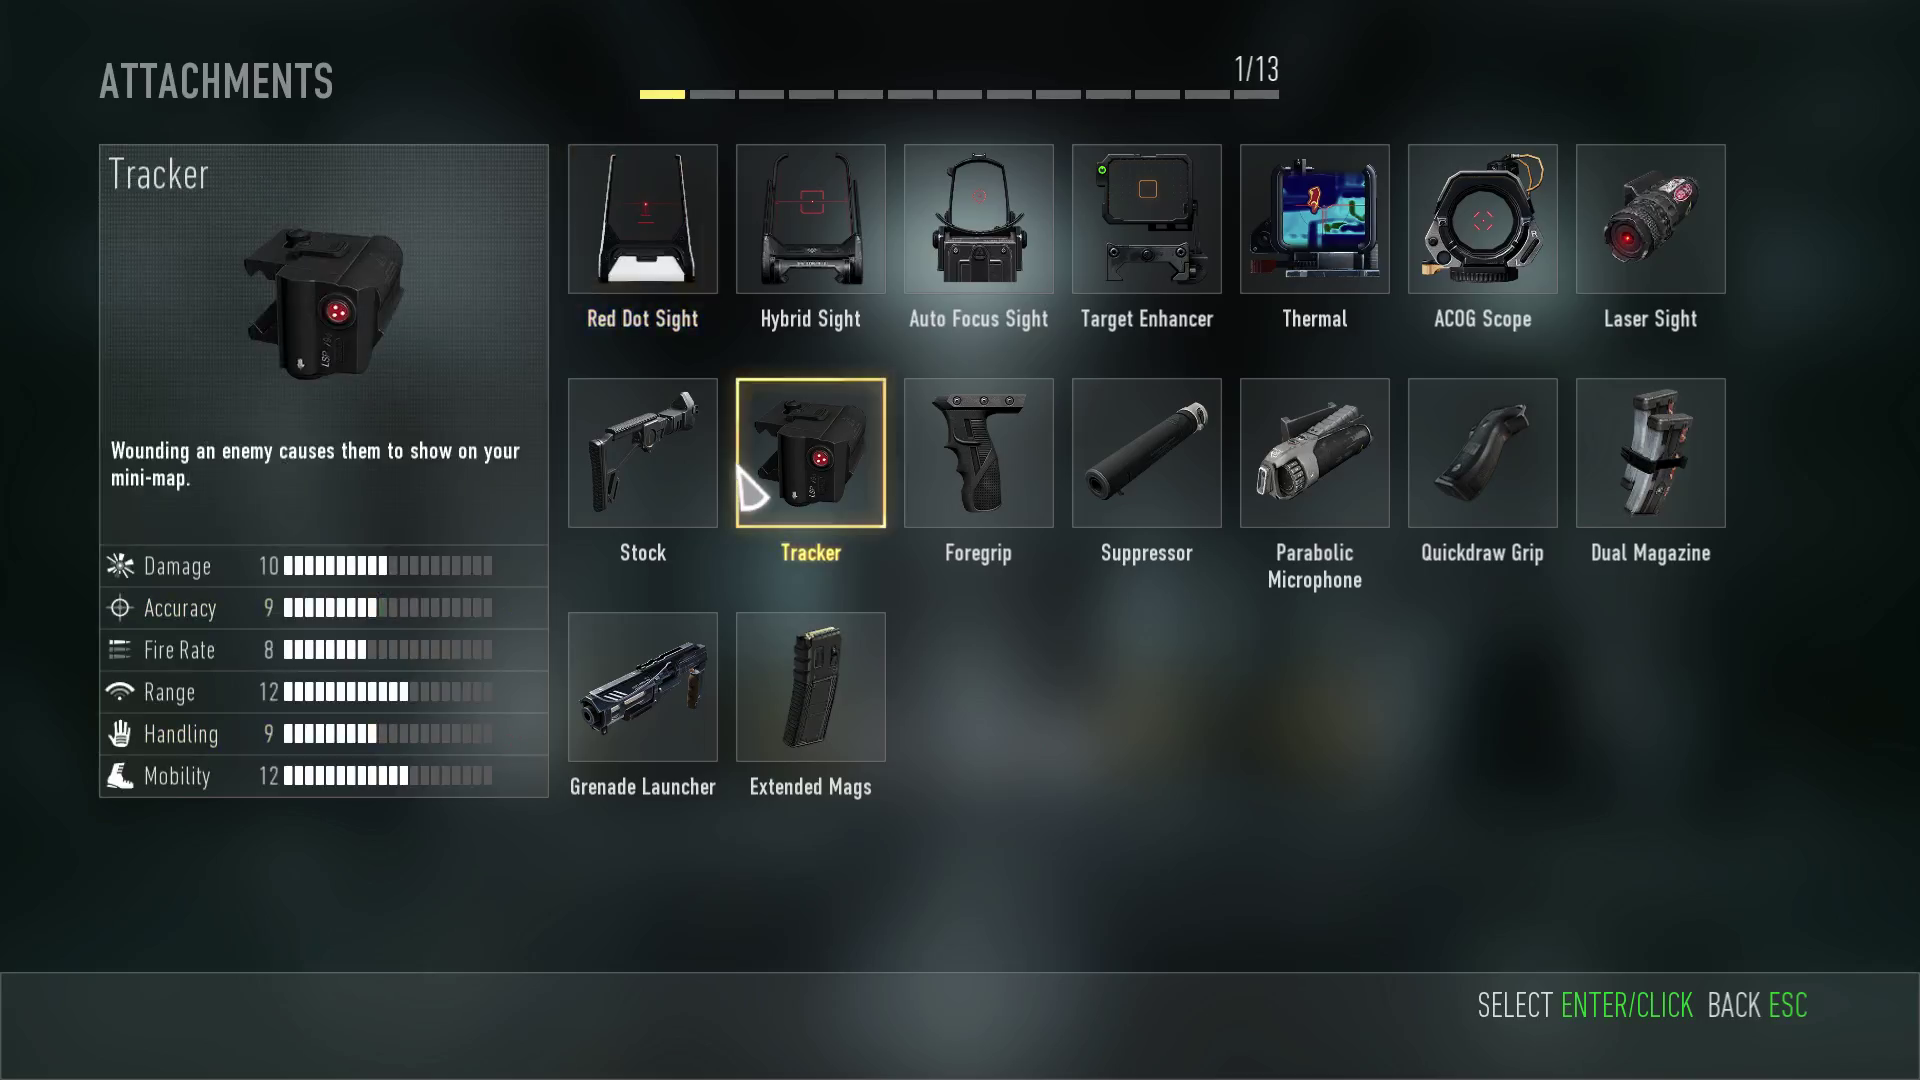 ATTACHMENTS
1/13
Tracker
Wounding an enemy causes them to show on your
mini-map.
Damage 10
Accuracy 9
Fire Rate 8
Range 12
Handling 9
Mobility 12
Red Dot Sight
Hybrid Sight
Auto Focus Sight
Target Enhancer
Thermal
ACOG Scope
Laser Sight
Stock
Tracker
Foregrip
Suppressor
Parabolic
Microphone
Quickdraw Grip
Dual Magazine
Grenade Launcher
Extended Mags
SELECT ENTER/CLICK BACK ESC